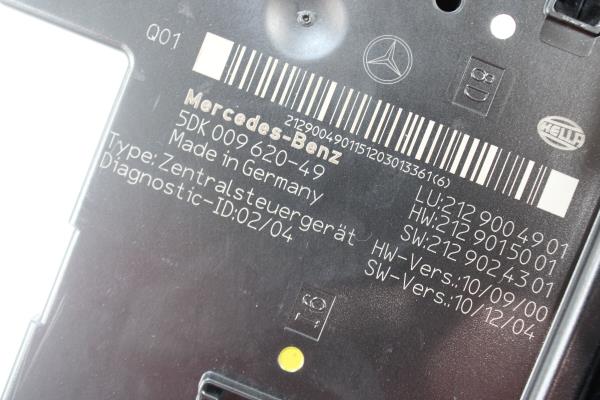 Q01
2129004901151203013361(6)
Mercedes-Benz
5DK 009 620-49
Made in Germany
Type: Zentralsteuergerät
Diagnostic-ID:02/04
LU:212 900 49 01
HW:212 901 50 01
SW:212 902 43 01
HW-Vers.:10/09/00
SW-Vers.:10/12/04
HELLA